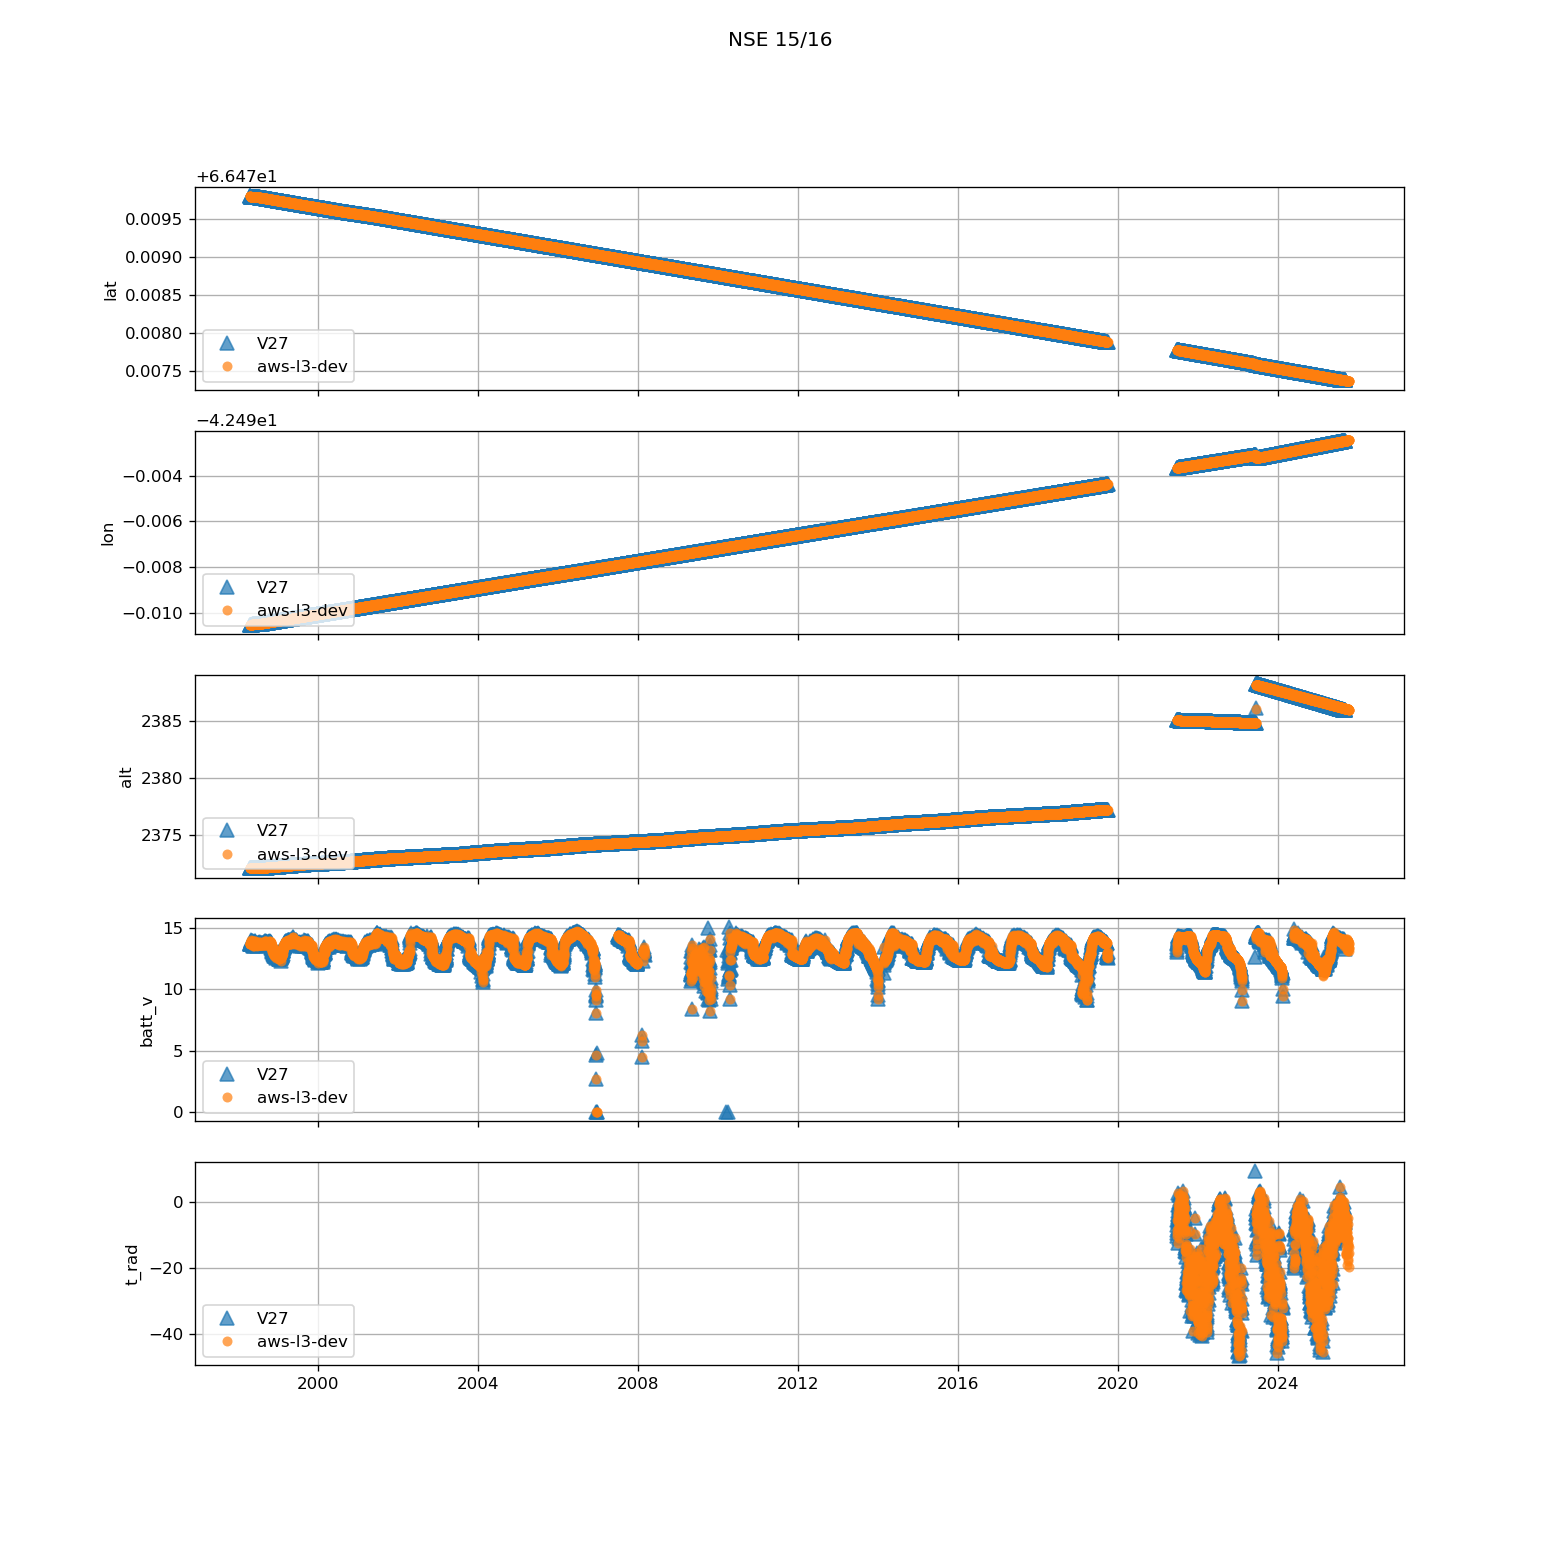 NSE 15/16
+6.647e1
0.0095
0.0090
0.0085
0.0080
0.0075
lat
V27
aws-l3-dev
−4.249e1
−0.004
−0.006
−0.008
−0.010
lon
V27
aws-l3-dev
2385
2380
2375
alt
V27
aws-l3-dev
15
10
5
0
batt_v
V27
aws-l3-dev
0
−20
−40
t_rad
V27
aws-l3-dev
2000 2004 2008 2012 2016 2020 2024